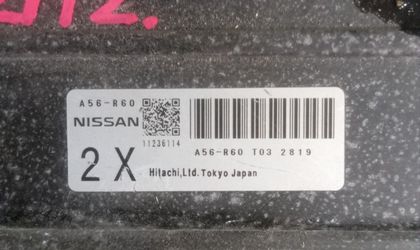 A56-R60
NISSAN
11236114
2 X
A56-R60 T03 2819
Hitachi,Ltd.Tokyo Japan